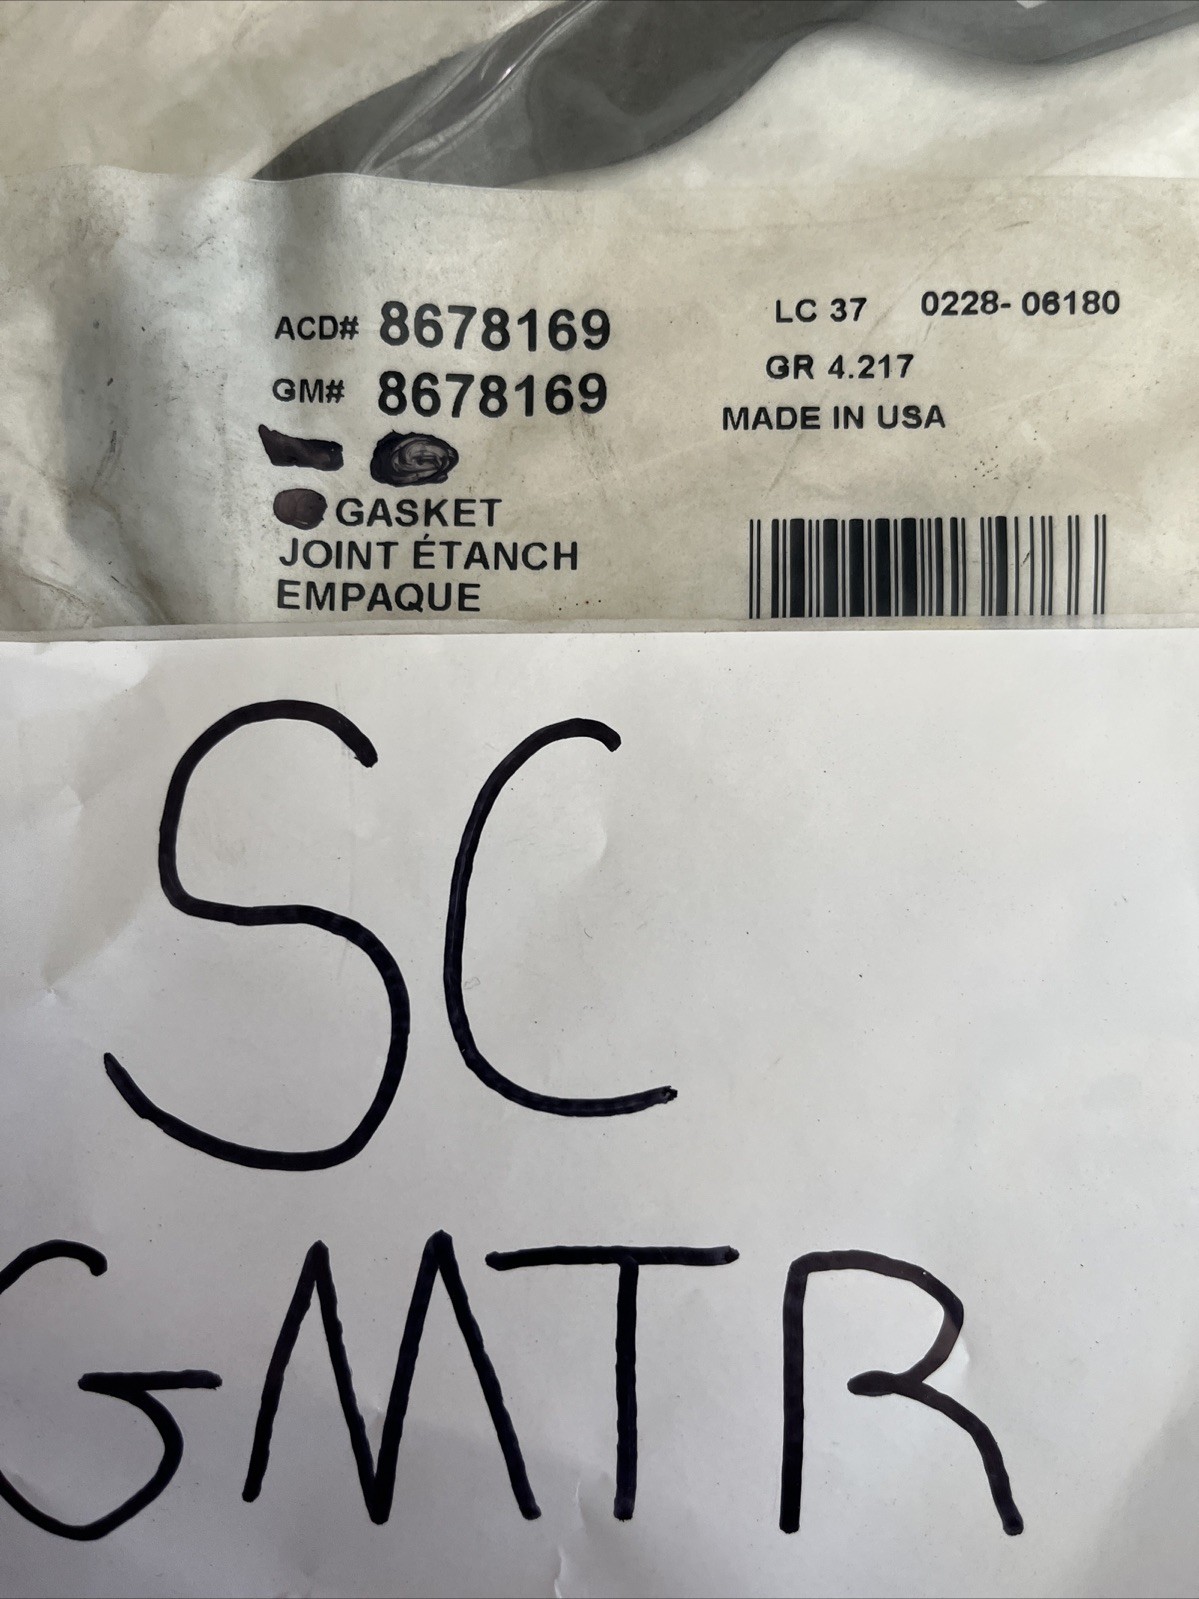 ACD# 8678169
GM# 8678169
GASKET
JOINT ÉTANCH
EMPAQUE
LC 37 0228- 06180
GR 4.217
MADE IN USA
SC
GMTR